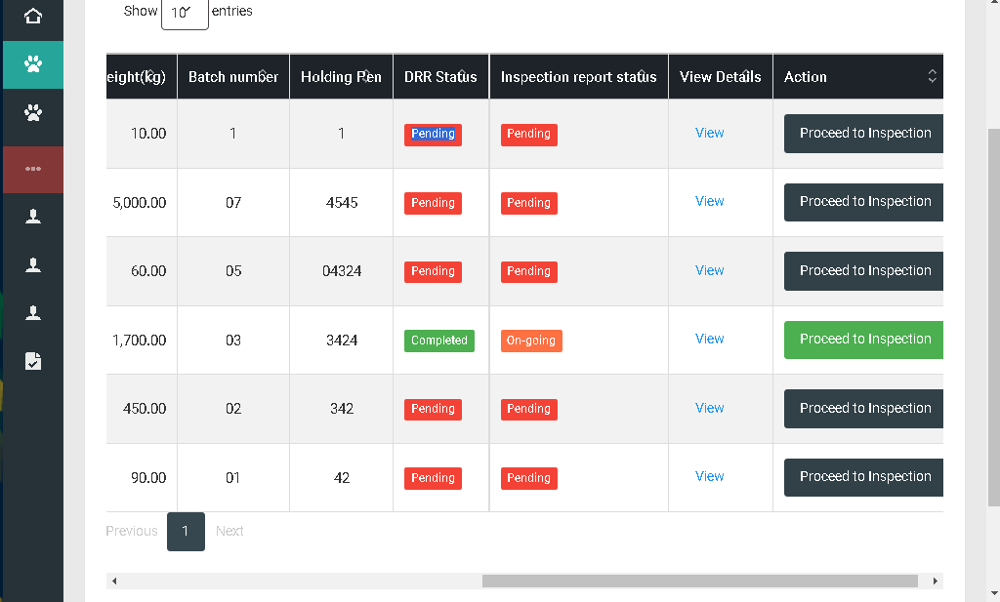 Show 10 entries
eight(kg) Batch number Holding Pen DRR Status Inspection report status View Details Action
10.00 1 1 Pending Pending View Proceed to Inspection
5,000.00 07 4545 Pending Pending View Proceed to Inspection
60.00 05 04324 Pending Pending View Proceed to Inspection
1,700.00 03 3424 Completed On-going View Proceed to Inspection
450.00 02 342 Pending Pending View Proceed to Inspection
90.00 01 42 Pending Pending View Proceed to Inspection
Previous 1 Next